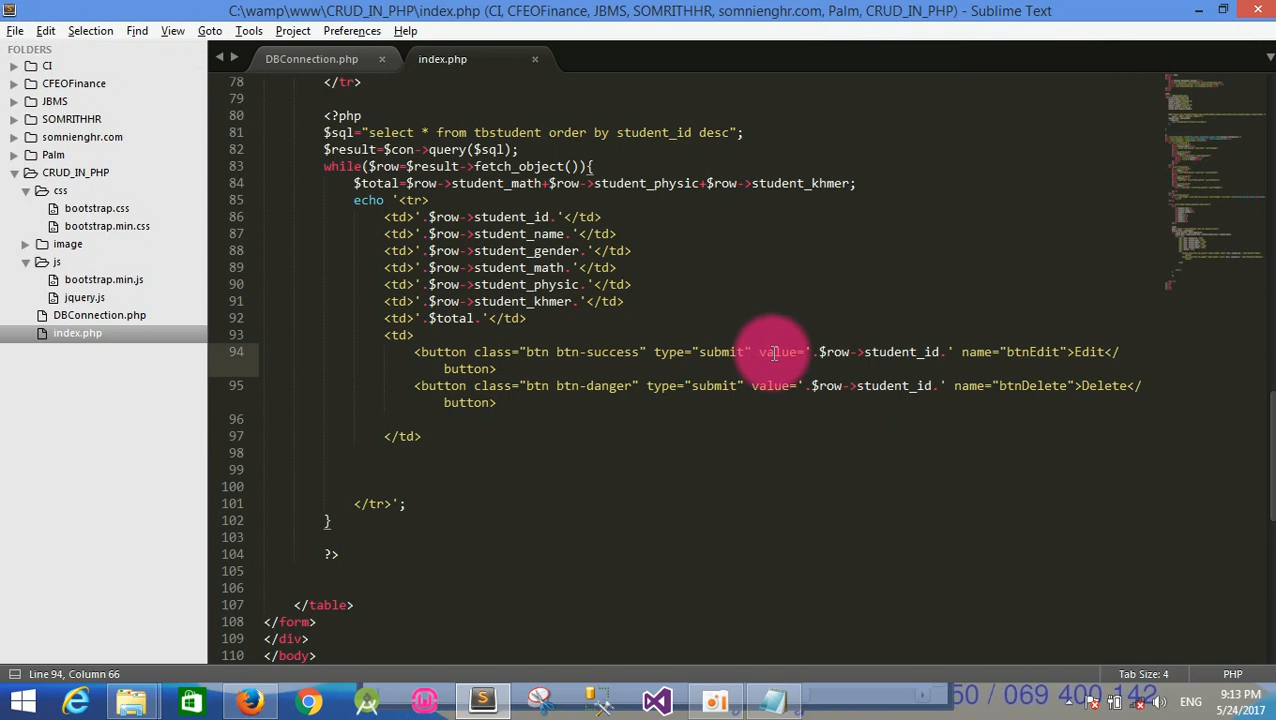 C:\wamp\www\CRUD_IN_PHP\index.php (CI, CFEOFinance, JBMS, SOMRITHHR, somnienghr.com, Palm, CRUD_IN_PHP) - Sublime Text
File Edit Selection Find View Goto Tools Project Preferences Help
FOLDERS
CI
CFEOFinance
JBMS
SOMRITHHR
somnienghr.com
Palm
CRUD_IN_PHP
css
bootstrap.css
bootstrap.min.css
image
js
bootstrap.min.js
jquery.js
DBConnection.php
index.php
DBConnection.php index.php
78 </tr>
79
80 <?php
81 $sql="select * from tbstudent order by student_id desc";
82 $result=$con->query($sql);
83 while($row=$result->fetch_object()){
84 $total=$row->student_math+$row->student_physic+$row->student_khmer;
85 echo '<tr>
86 <td>'.$row->student_id.'</td>
87 <td>'.$row->student_name.'</td>
88 <td>'.$row->student_gender.'</td>
89 <td>'.$row->student_math.'</td>
90 <td>'.$row->student_physic.'</td>
91 <td>'.$row->student_khmer.'</td>
92 <td>'.$total.'</td>
93 <td>
94 <button class="btn btn-success" type="submit" value='.$row->student_id.' name="btnEdit">Edit</
button>
95 <button class="btn btn-danger" type="submit" value='.$row->student_id.' name="btnDelete">Delete</
button>
96
97 </td>
98
99
100
101 </tr>';
102 }
103
104 ?>
105
106
107 </table>
108 </form>
109 </div>
110 </body>
Line 94, Column 66 Tab Size: 4 PHP
50 / 069 400 142
ENG
9:13 PM
5/24/2017